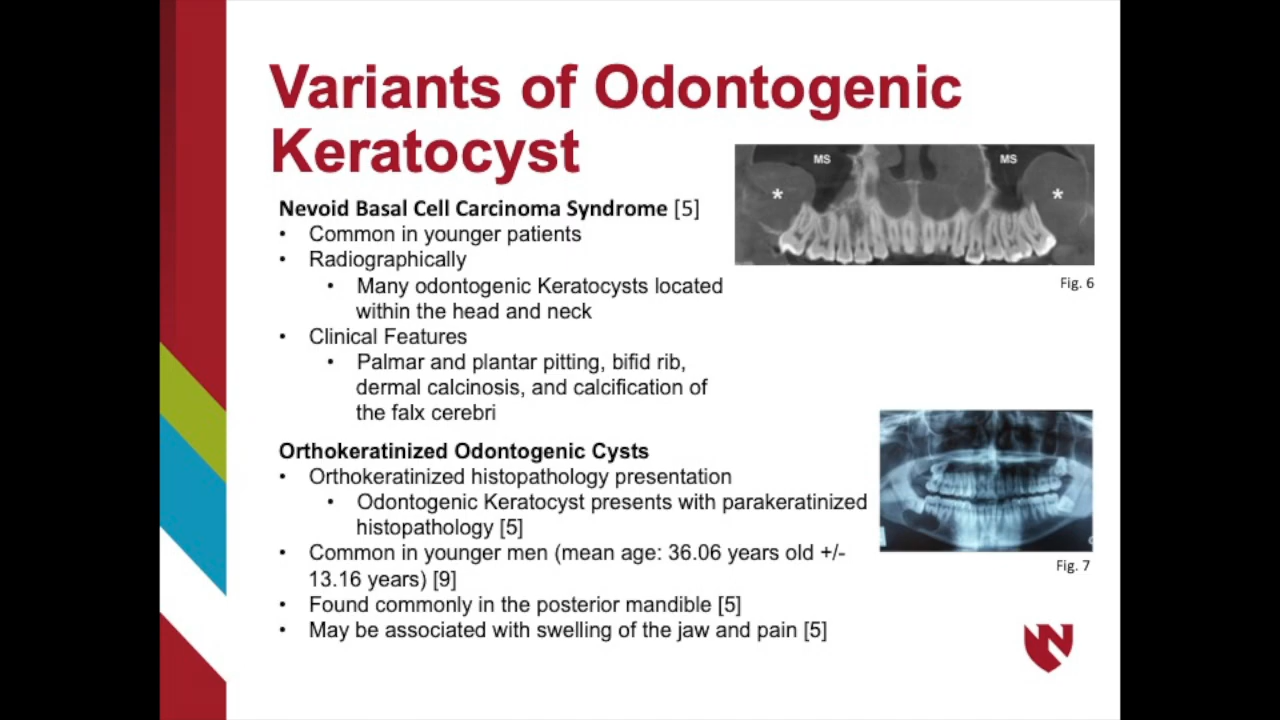 Variants of Odontogenic
Keratocyst
MS
MS
*
*
Fig. 6
Nevoid Basal Cell Carcinoma Syndrome [5]
• Common in younger patients
• Radiographically
• Many odontogenic Keratocysts located
within the head and neck
• Clinical Features
• Palmar and plantar pitting, bifid rib,
dermal calcinosis, and calcification of
the falx cerebri
Orthokeratinized Odontogenic Cysts
• Orthokeratinized histopathology presentation
• Odontogenic Keratocyst presents with parakeratinized
histopathology [5]
• Common in younger men (mean age: 36.06 years old +/-
13.16 years) [9]
• Found commonly in the posterior mandible [5]
• May be associated with swelling of the jaw and pain [5]
Fig. 7
N